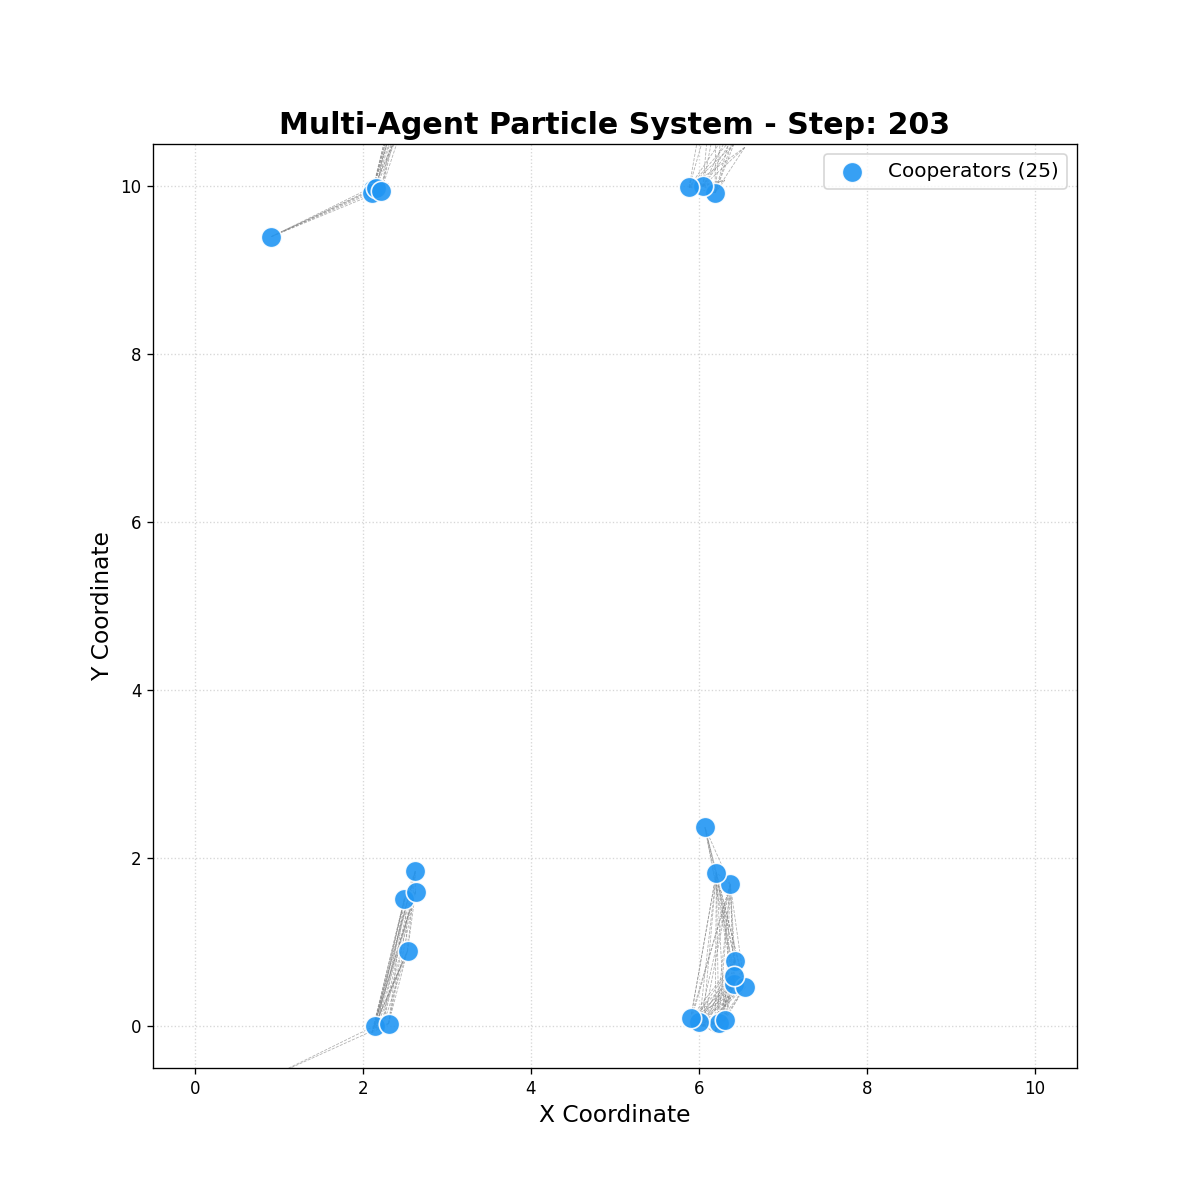 Multi-Agent Particle System - Step: 203
Cooperators (25)
10
8
6
4
2
0
Y Coordinate
0 2 4 6 8 10
X Coordinate